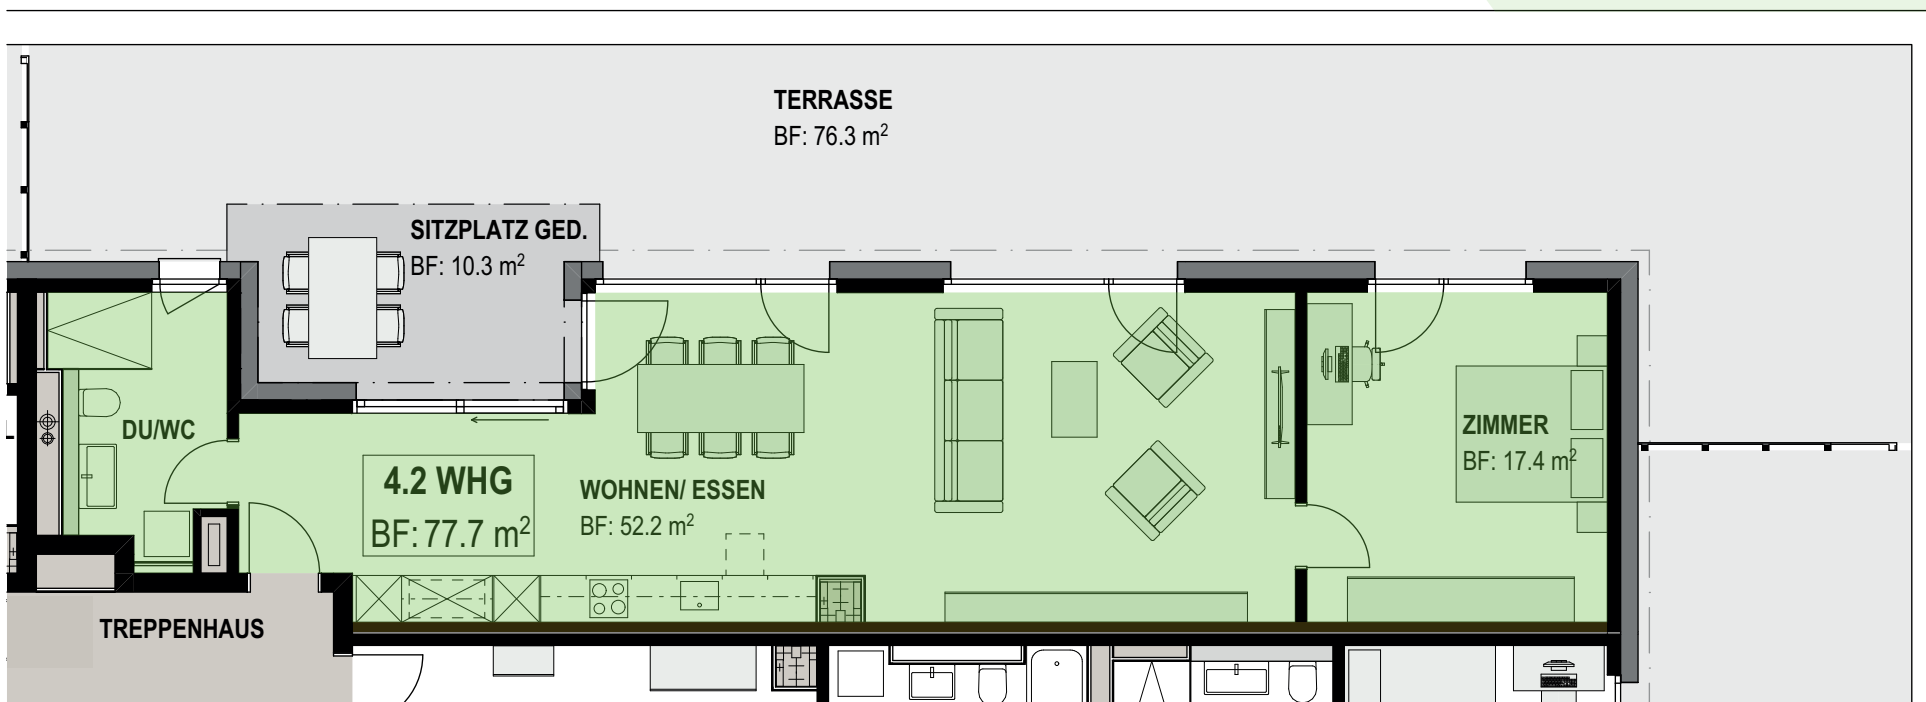 TERRASSE
BF: 76.3 m²
SITZPLATZ GED.
BF: 10.3 m²
DU/WC
4.2 WHG
BF: 77.7 m²
WOHNEN/ ESSEN
BF: 52.2 m²
ZIMMER
BF: 17.4 m²
TREPPENHAUS